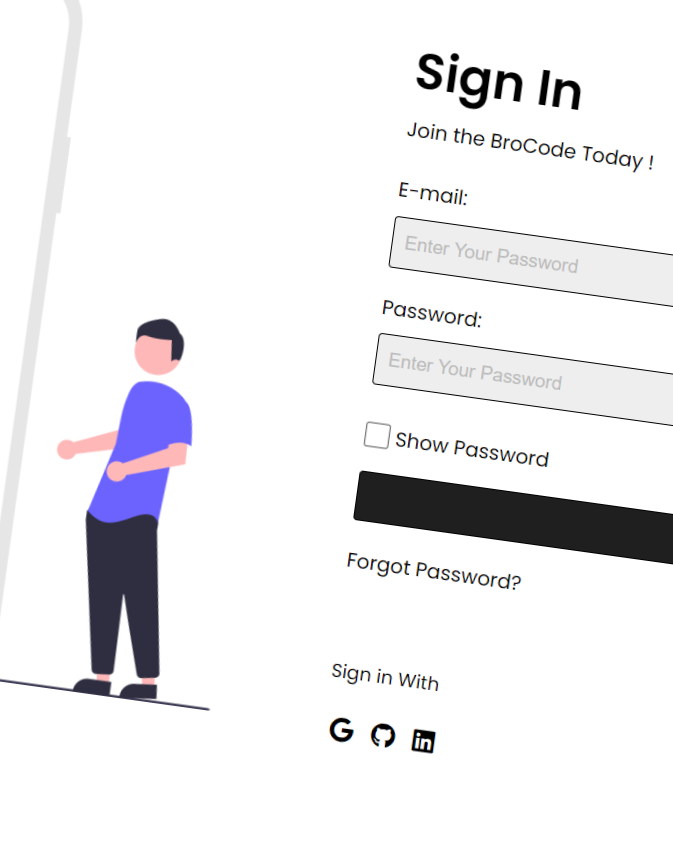 Sign In
Join the BroCode Today !
E-mail:
Enter Your Password
Password:
Enter Your Password
Show Password
Forgot Password?
Sign in With